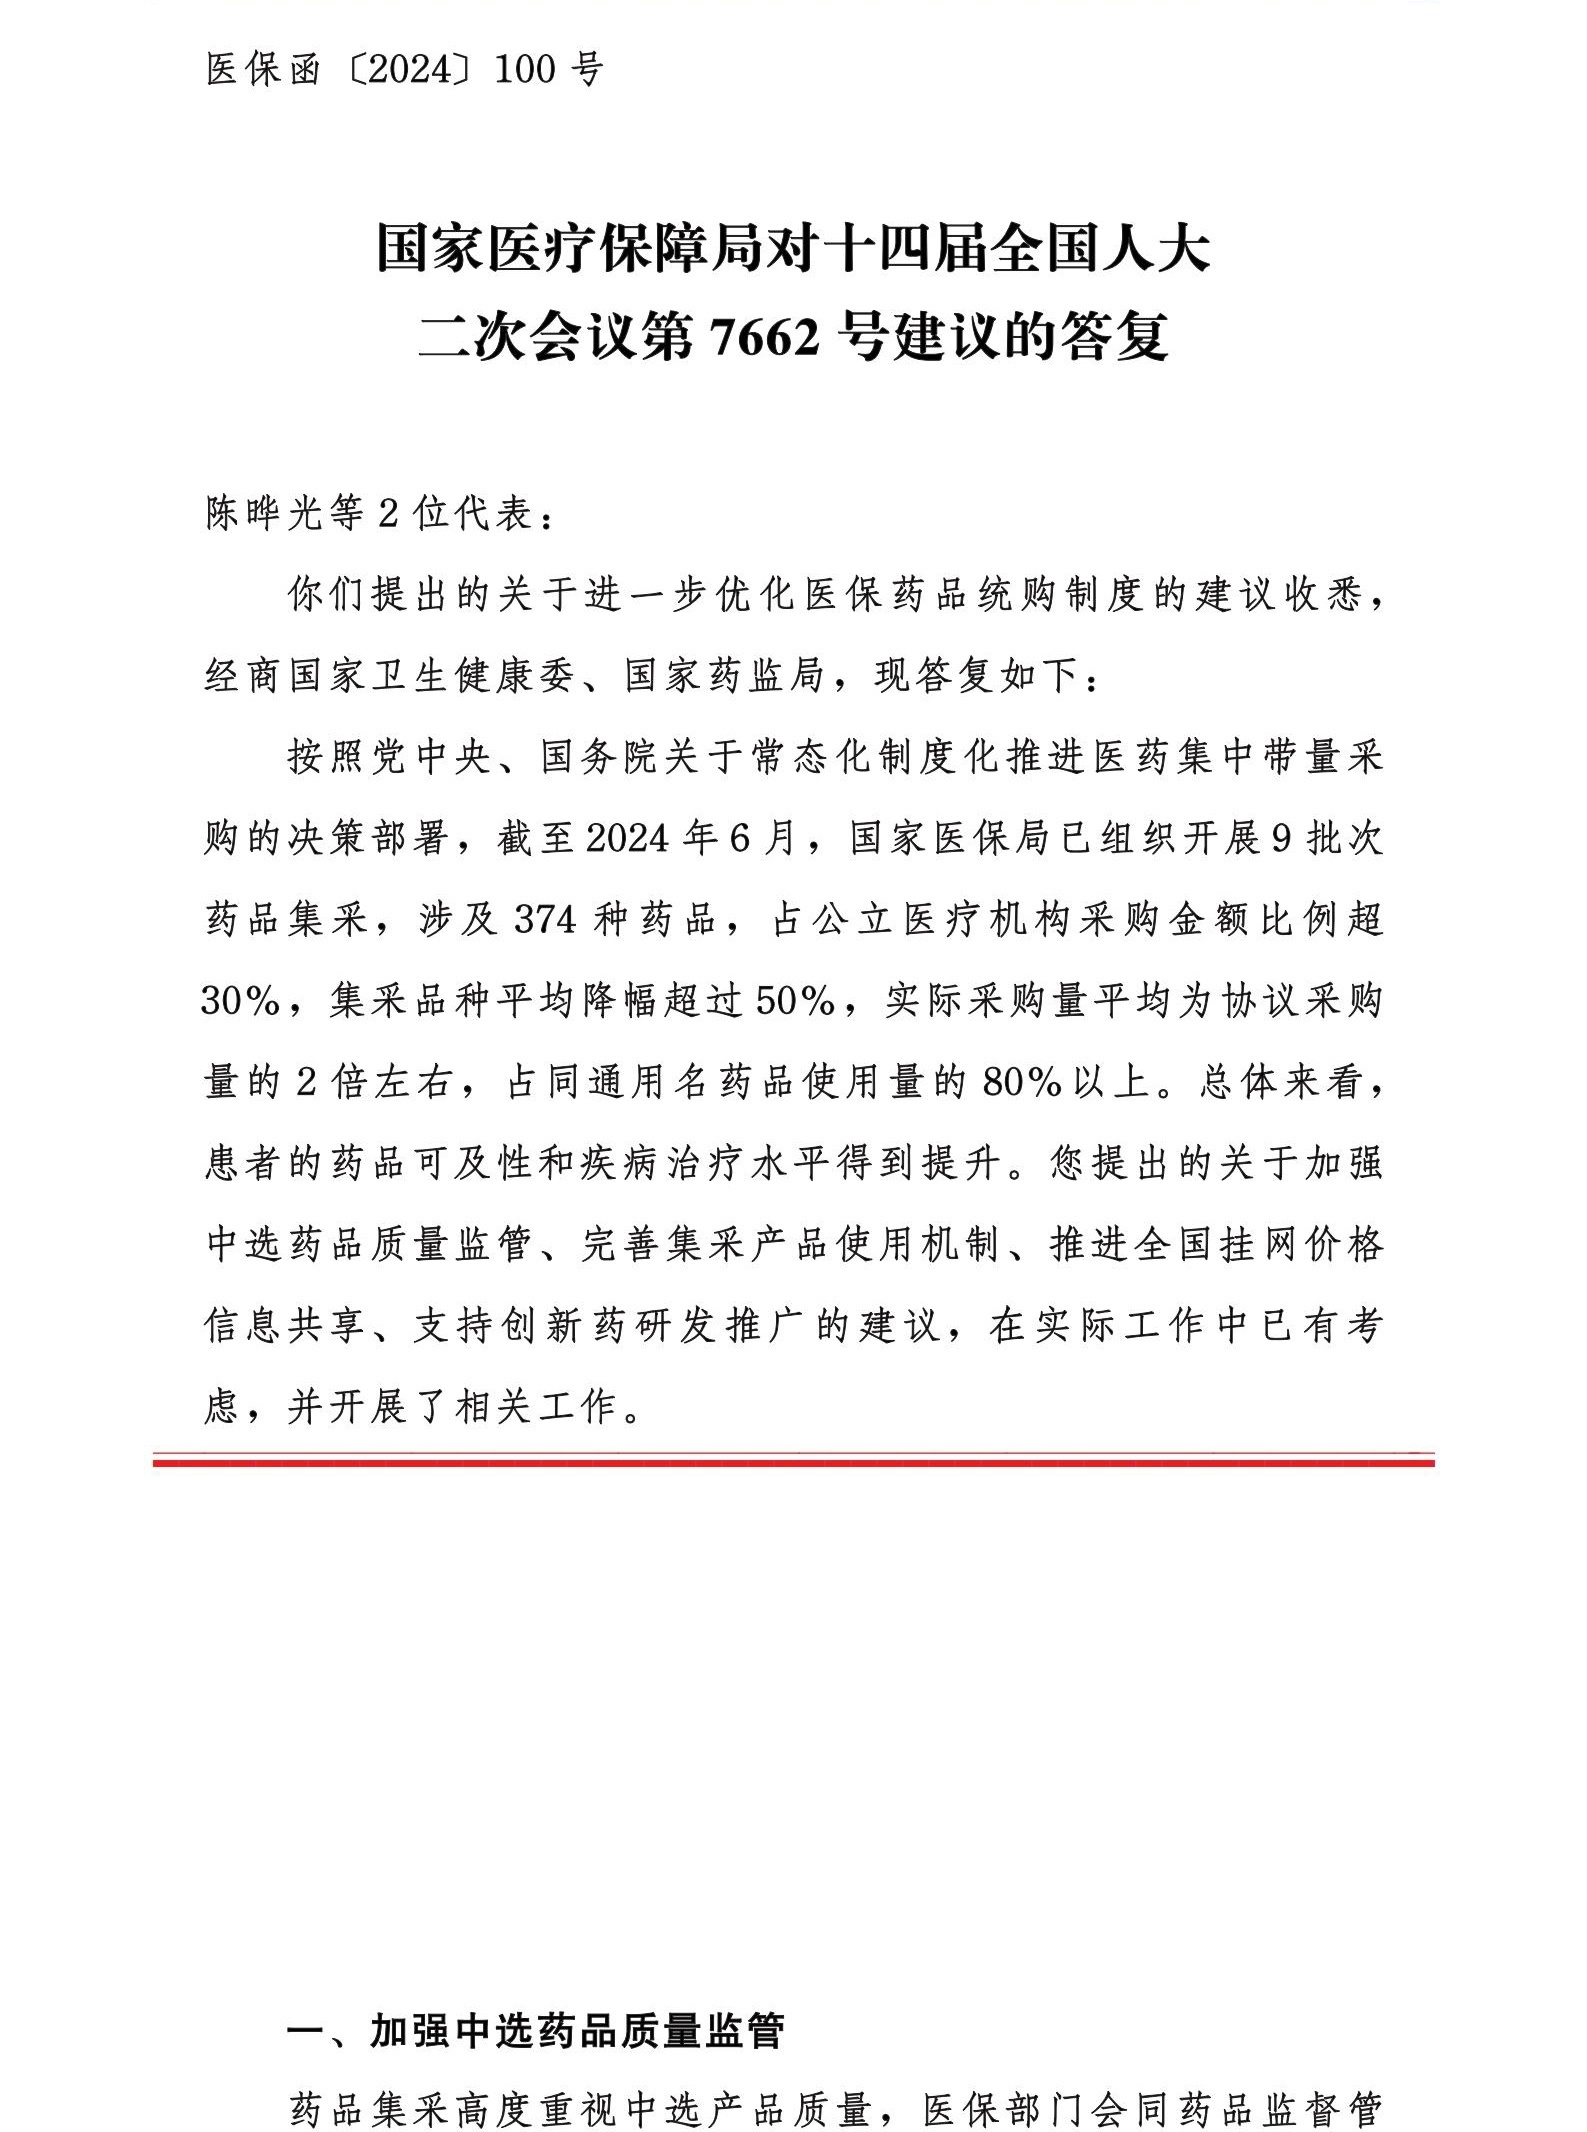 医保函〔2024〕100 号
国家医疗保障局对十四届全国人大
二次会议第 7662 号建议的答复
陈晔光等 2 位代表：
你们提出的关于进一步优化医保药品统购制度的建议收悉，
经商国家卫生健康委、国家药监局，现答复如下：
按照党中央、国务院关于常态化制度化推进医药集中带量采
购的决策部署，截至 2024 年 6 月，国家医保局已组织开展 9 批次
药品集采，涉及 374 种药品，占公立医疗机构采购金额比例超
30%，集采品种平均降幅超过 50%，实际采购量平均为协议采购
量的 2 倍左右，占同通用名药品使用量的 80%以上。总体来看，
患者的药品可及性和疾病治疗水平得到提升。您提出的关于加强
中选药品质量监管、完善集采产品使用机制、推进全国挂网价格
信息共享、支持创新药研发推广的建议，在实际工作中已有考
虑，并开展了相关工作。
一、加强中选药品质量监管
药品集采高度重视中选产品质量，医保部门会同药品监督管